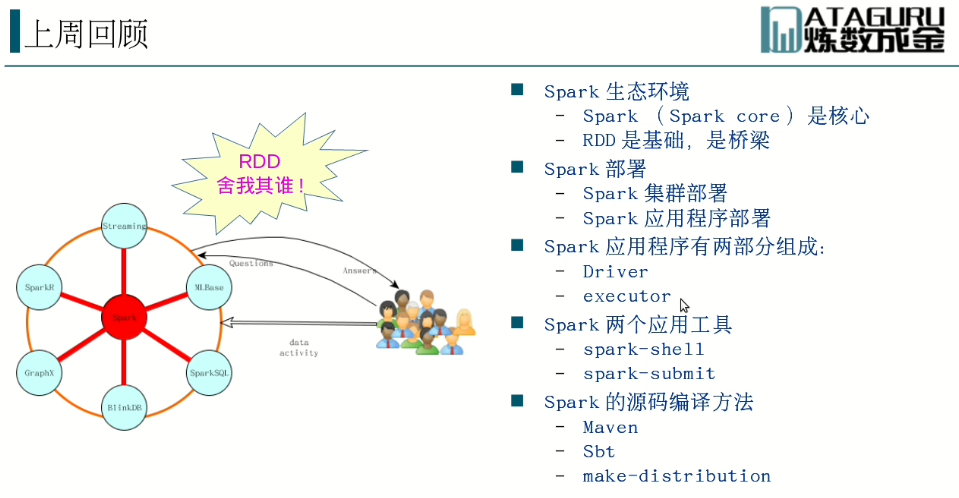 上周回顾
ATAGURU
炼数成金
RDD
舍我其谁！
Streaming
SparkR
MLBase
Spark
GraphX
SparkSQL
BlinkDB
Questions
Answers
data
activity
Spark 生态环境
- Spark （Spark core）是核心
- RDD 是基础，是桥梁
Spark 部署
- Spark 集群部署
- Spark 应用程序部署
Spark 应用程序有两部分组成：
- Driver
- executor
Spark 两个应用工具
- spark-shell
- spark-submit
Spark 的源码编译方法
- Maven
- Sbt
- make-distribution